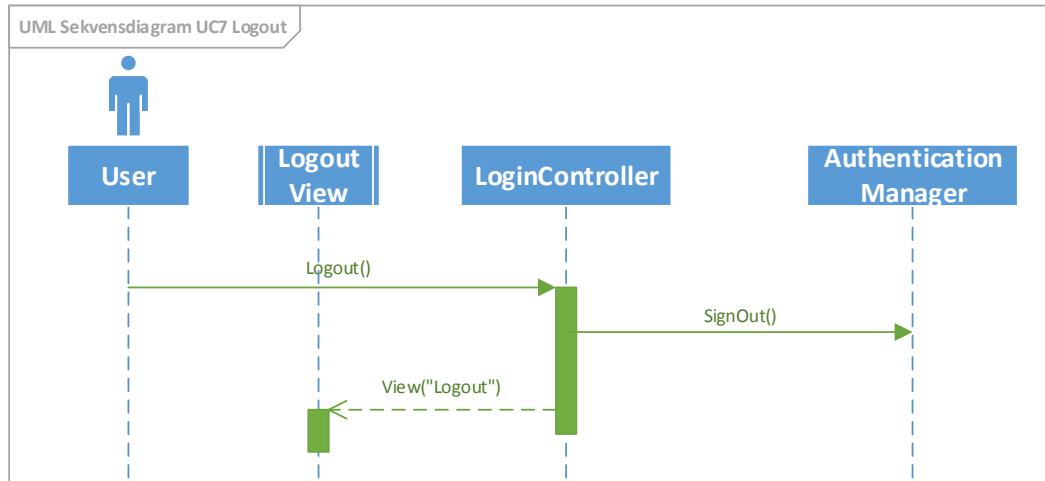 UML Sekvensdiagram UC7 Logout
User
Logout
View
LoginController
Authentication
Manager
Logout()
SignOut()
View("Logout")